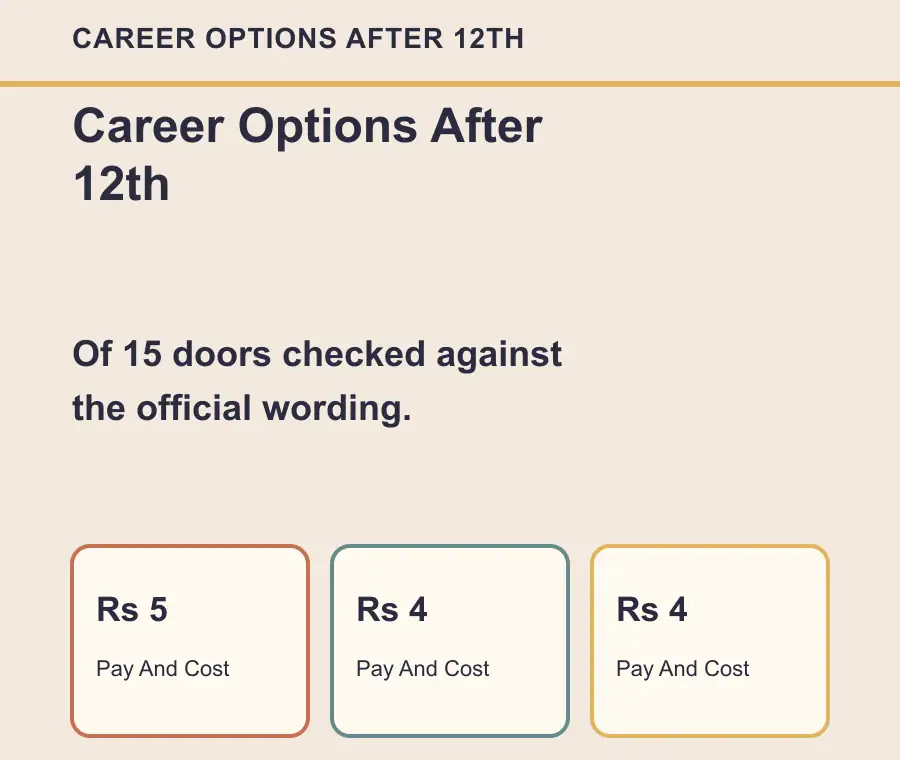 CAREER OPTIONS AFTER 12TH
Career Options After
12th
Of 15 doors checked against
the official wording.
Rs 5
Pay And Cost
Rs 4
Pay And Cost
Rs 4
Pay And Cost